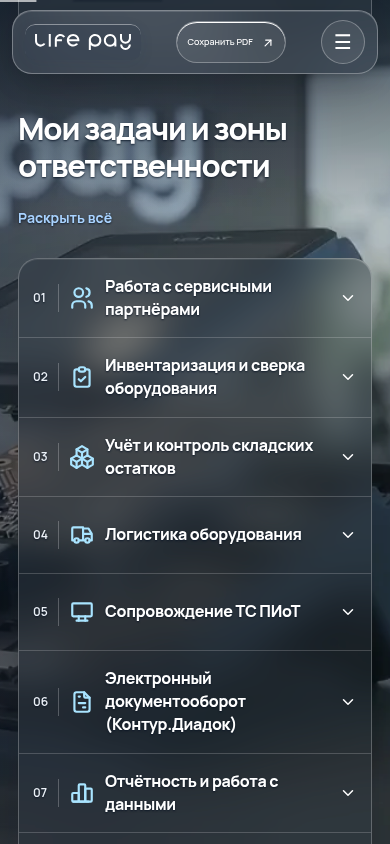 LIFE pay
Сохранить PDF
pay
Мои задачи и зоны
ответственности
Раскрыть всё
01
Работа с сервисными
партнёрами
02
Инвентаризация и сверка
оборудования
03
Учёт и контроль складских
остатков
04
Логистика оборудования
05
Сопровождение ТС ПИоТ
06
Электронный
документооборот
(Контур.Диадок)
07
Отчётность и работа с
данными